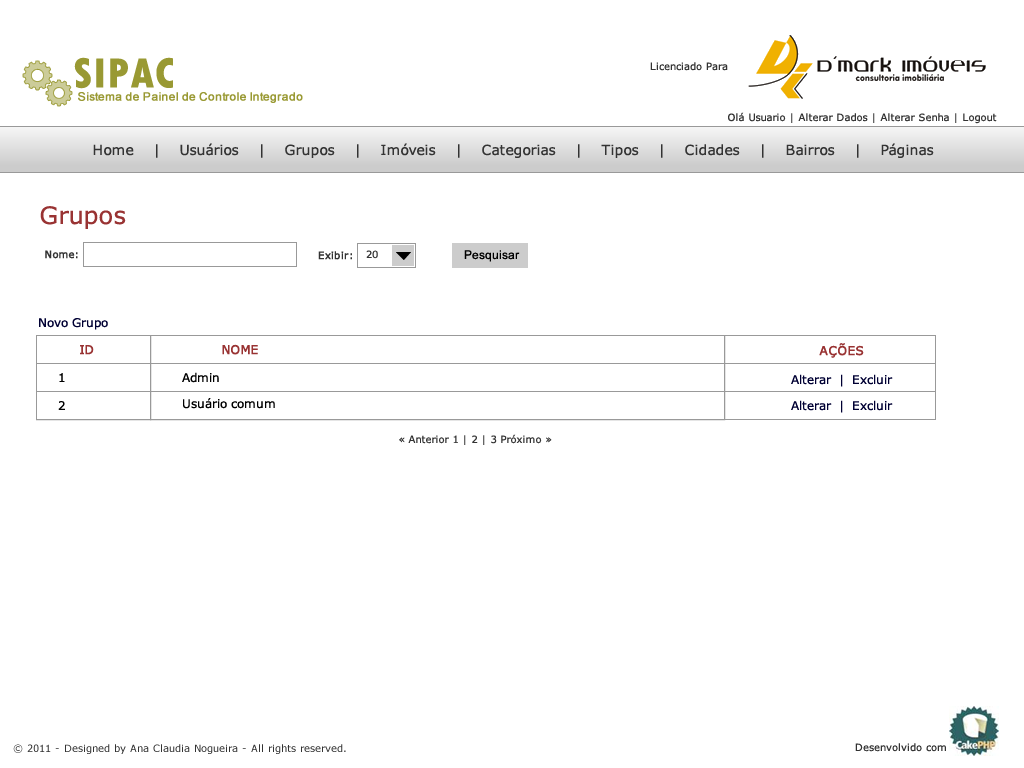 SIPAC
Sistema de Painel de Controle Integrado
Licenciado Para
D'mark imóveis
consultoria imobiliária
Olá Usuario | Alterar Dados | Alterar Senha | Logout
Home | Usuários | Grupos | Imóveis | Categorias | Tipos | Cidades | Bairros | Páginas
Grupos
Nome: Exibir: 20 Pesquisar
Novo Grupo
ID NOME AÇÕES
1 Admin Alterar | Excluir
2 Usuário comum Alterar | Excluir
« Anterior 1 | 2 | 3 Próximo »
© 2011 - Designed by Ana Claudia Nogueira - All rights reserved.
Desenvolvido com
CakePHP